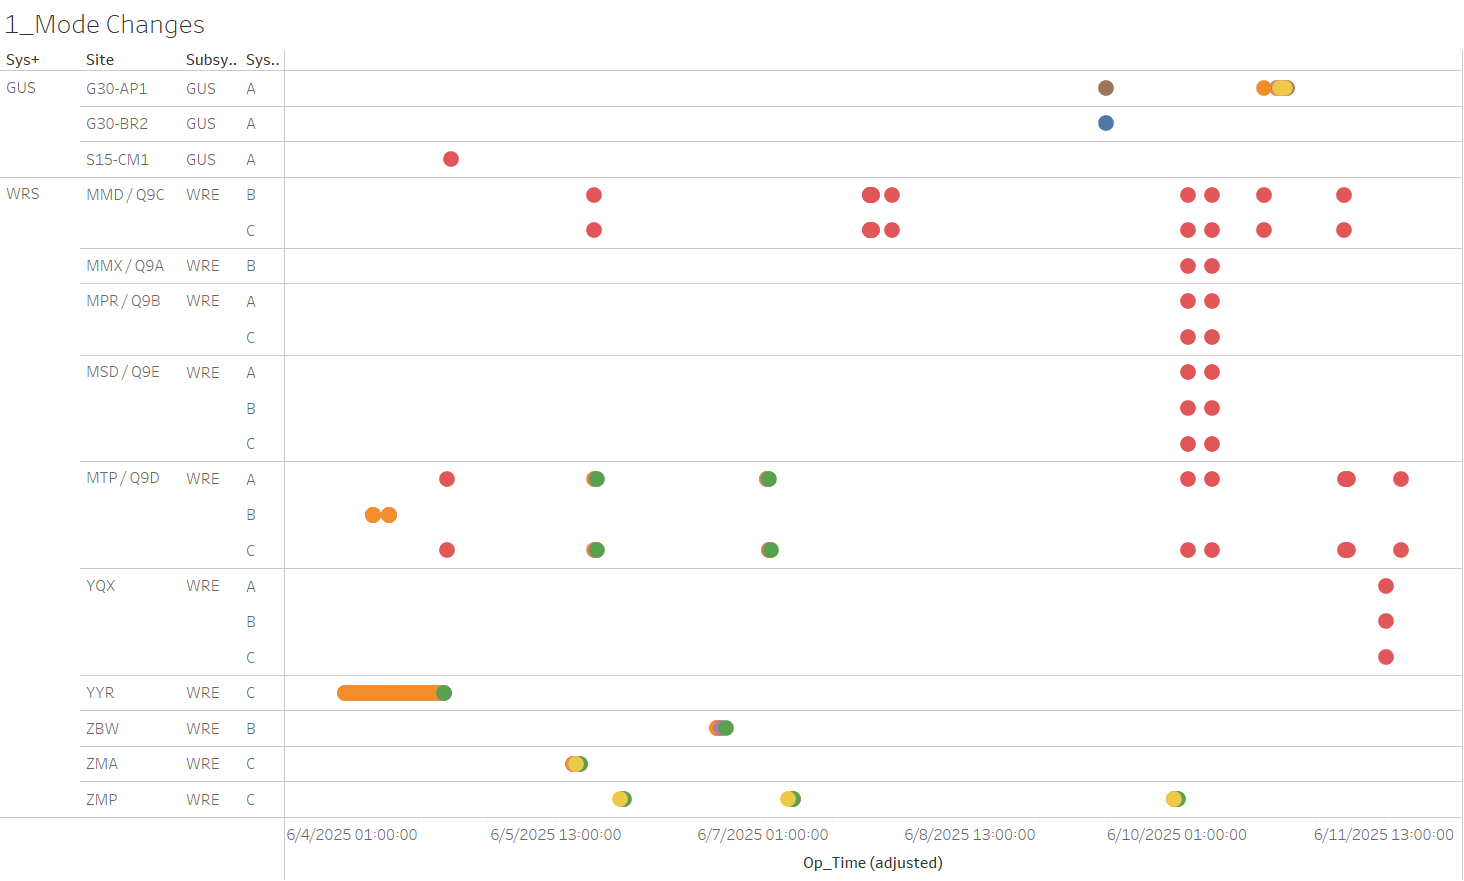 1_Mode Changes
Sys+ Site Subsy.. Sys..
GUS G30-AP1 GUS A
G30-BR2 GUS A
S15-CM1 GUS A
WRS MMD / Q9C WRE B
C
MMX / Q9A WRE B
MPR / Q9B WRE A
C
MSD / Q9E WRE A
B
C
MTP / Q9D WRE A
B
C
YQX WRE A
B
C
YYR WRE C
ZBW WRE B
ZMA WRE C
ZMP WRE C
6/4/2025 01:00:00 6/5/2025 13:00:00 6/7/2025 01:00:00 6/8/2025 13:00:00 6/10/2025 01:00:00 6/11/2025 13:00:00
Op_Time (adjusted)